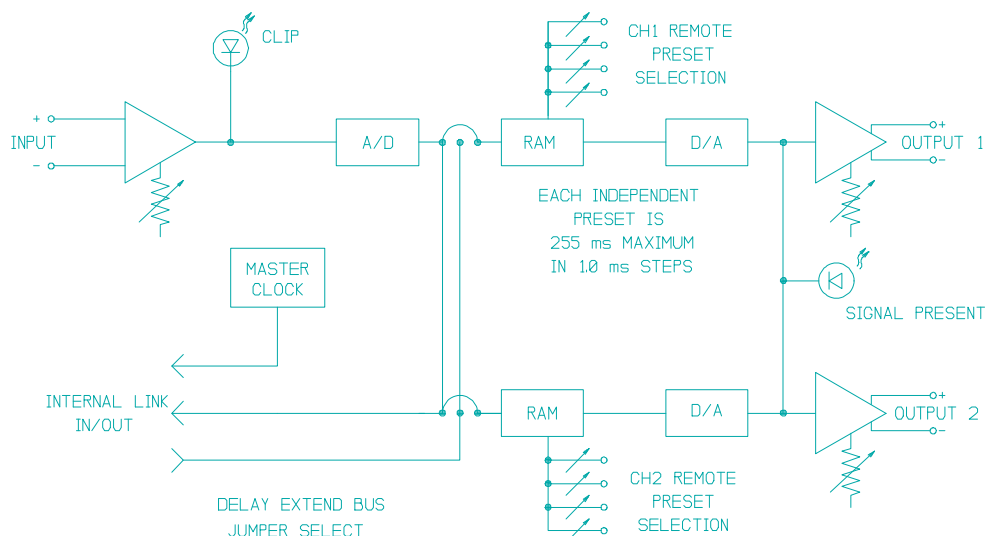 CLIP
CH1 REMOTE
PRESET
SELECTION
+
INPUT
-
A/D
RAM
D/A
+
OUTPUT 1
-
EACH INDEPENDENT
PRESET IS
255 ms MAXIMUM
IN 1.0 ms STEPS
MASTER
CLOCK
SIGNAL PRESENT
INTERNAL LINK
IN/OUT
RAM
D/A
+
OUTPUT 2
-
CH2 REMOTE
PRESET
SELECTION
DELAY EXTEND BUS
JUMPER SELECT